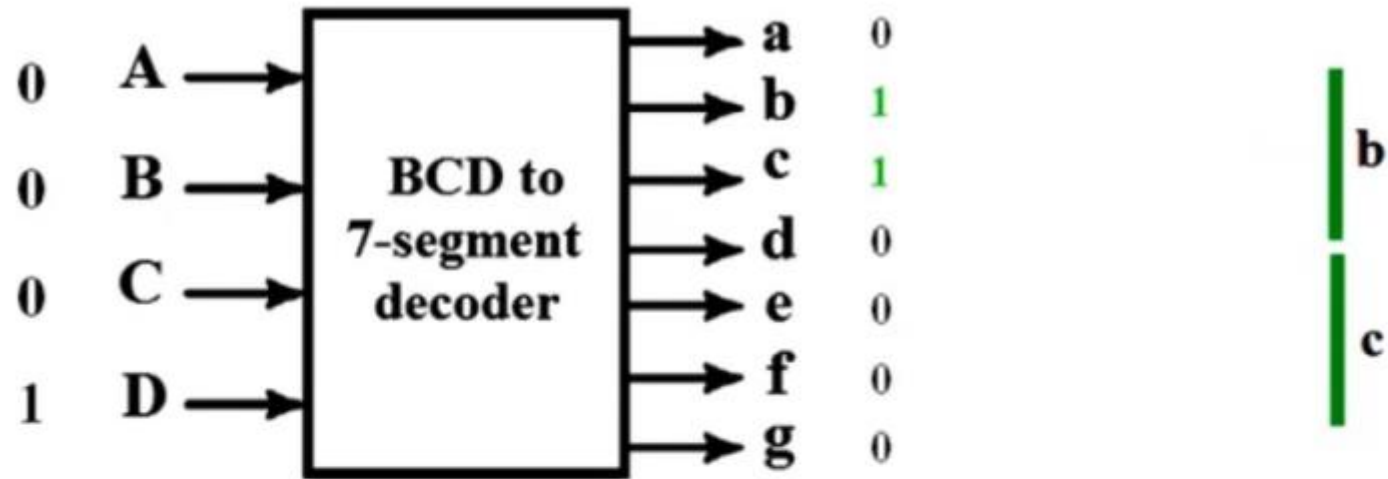 0 A
0 B
0 C
1 D
BCD to
7-segment
decoder
a 0
b 1
c 1
d 0
e 0
f 0
g 0
b
c